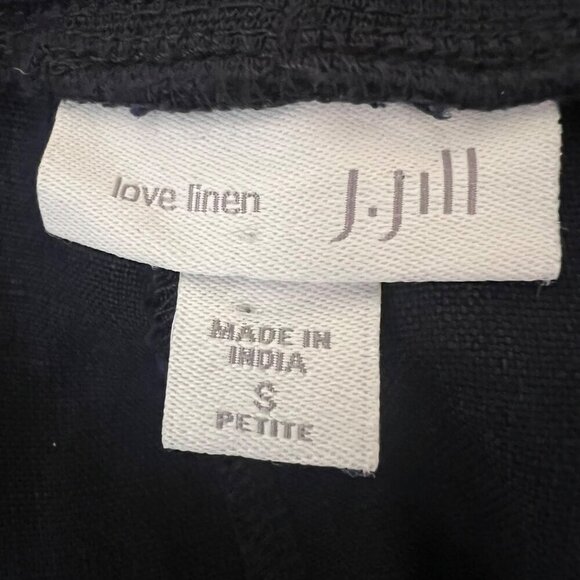 love linen J.Jill
MADE IN
INDIA
S
PETITE